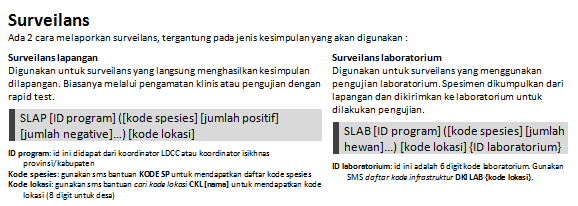 Surveilans
Ada 2 cara melaporkan surveilans, tergantung pada jenis kesimpulan yang akan digunakan :
Surveilans lapangan
Digunakan untuk surveilans yang langsung menghasilkan kesimpulan
dilapangan. Biasanya melalui pengamatan klinis atau pengujian dengan
rapid test.
SLAP [ID program] ([kode spesies] [jumlah positif]
[jumlah negative]...) [kode lokasi]
ID program: id ini didapat dari koordinator LDCC atau koordinator isikhnas
provinsi/kabupaten
Kode spesies: gunakan sms bantuan KODE SP untuk mendapatkan daftar kode spesies
Kode lokasi: gunakan sms bantuan cari kode lokasi CKL [nama] untuk mendapatkan kode
lokasi (8 digit untuk desa)
Surveilans laboratorium
Digunakan untuk surveilans yang menggunakan
pengujian laboratorium. Spesimen dikumpulkan dari
lapangan dan dikirimkan ke laboratorium untuk
dilakukan pengujian.
SLAB [ID program] ([kode spesies] [jumlah
hewan]...) [kode lokasi] {ID laboratorium}
ID laboratorium: id ini adalah 6 digit kode laboratorium. Gunakan
SMS daftar kode infrastruktur DKI LAB {kode lokasi}.